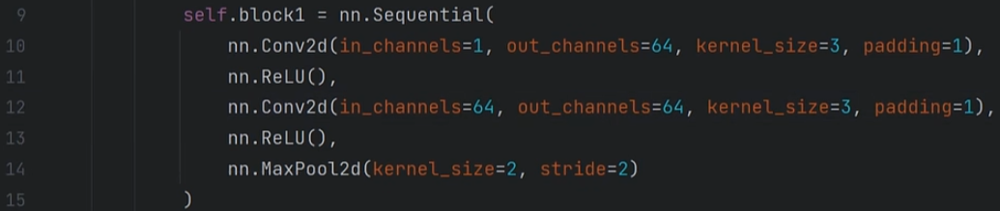 9 self.block1 = nn.Sequential(
10 nn.Conv2d(in_channels=1, out_channels=64, kernel_size=3, padding=1),
11 nn.ReLU(),
12 nn.Conv2d(in_channels=64, out_channels=64, kernel_size=3, padding=1),
13 nn.ReLU(),
14 nn.MaxPool2d(kernel_size=2, stride=2)
15 )